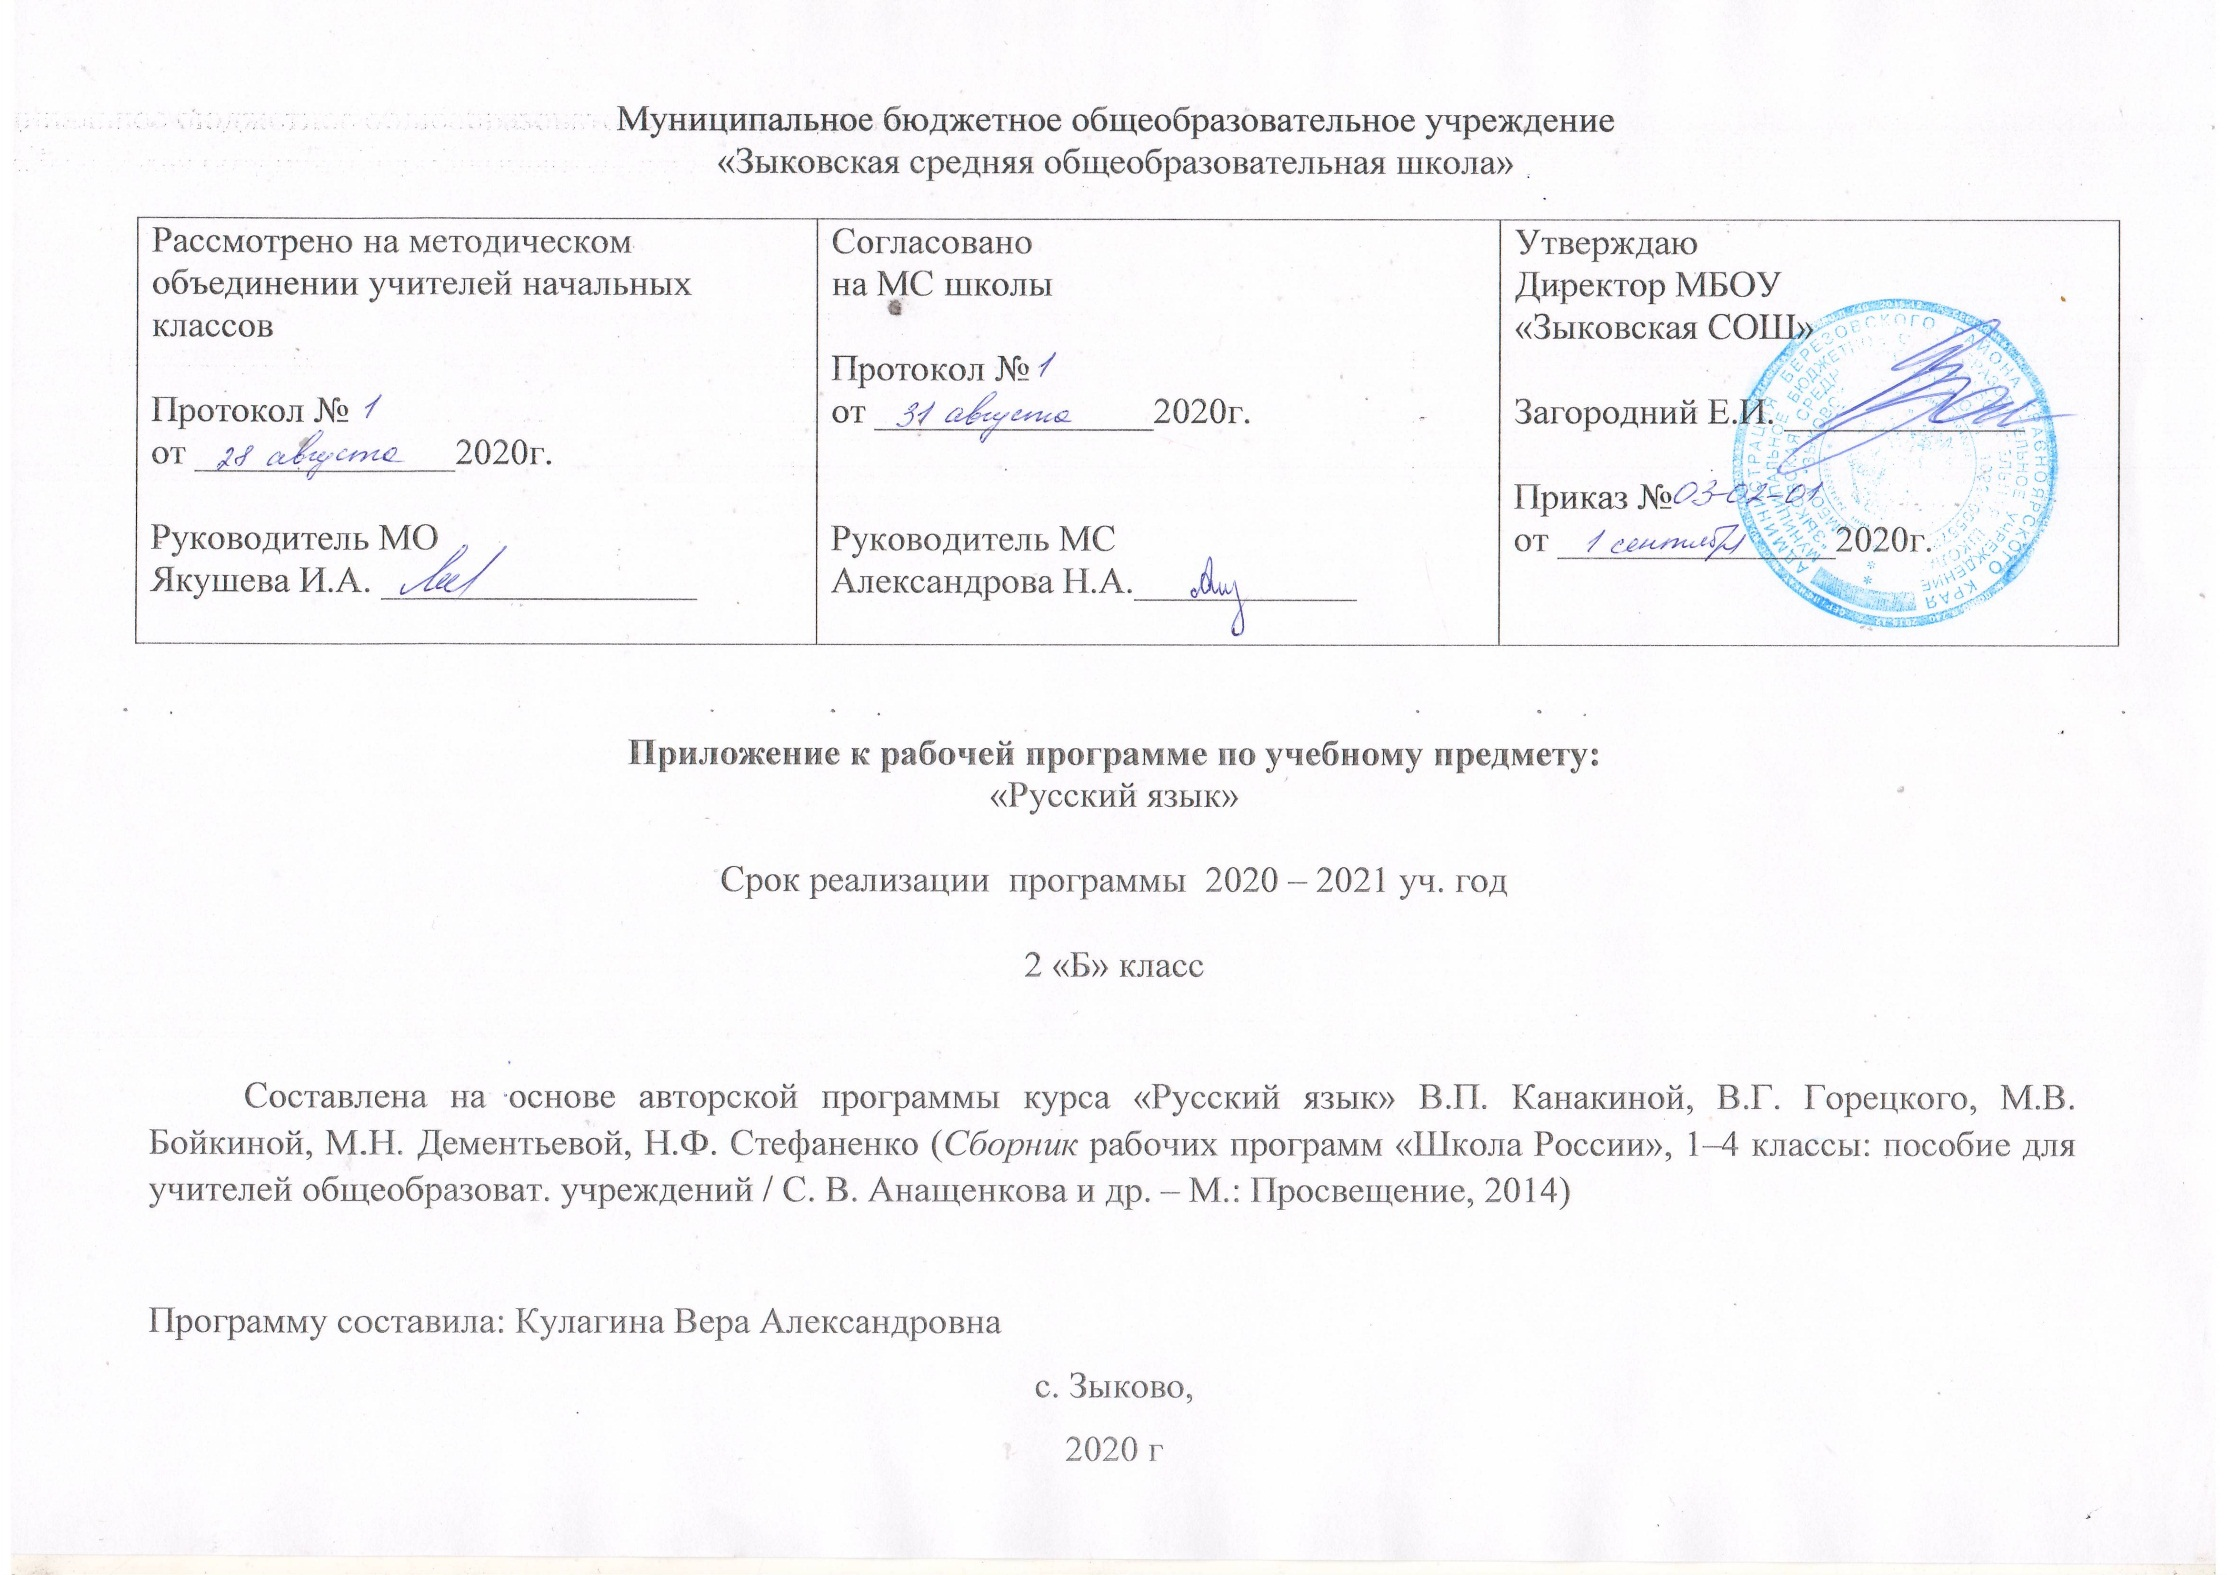 Муниципальное бюджетное общеобразовательное учреждение
«Зыковская средняя общеобразовательная школа»
Рассмотрено на методическом
объединении учителей начальных
классов
Протокол № 1
от 28 августа 2020г.
Руководитель МО
Якушева И.А.
Согласовано
на МС школы
Протокол № 1
от 31 августа 2020г.
Руководитель МС
Александрова Н.А.
Утверждаю
Директор МБОУ
«Зыковская СОШ»
Загородний Е.И.
Приказ №03-02-01
от 1 сентября 2020г.
Приложение к рабочей программе по учебному предмету:
«Русский язык»
Срок реализации программы 2020 – 2021 уч. год
2 «Б» класс
Составлена на основе авторской программы курса «Русский язык» В.П. Канакиной, В.Г. Горецкого, М.В.
Бойкиной, М.Н. Дементьевой, Н.Ф. Стефаненко (Сборник рабочих программ «Школа России», 1–4 классы: пособие для
учителей общеобразоват. учреждений / С. В. Анащенкова и др. – М.: Просвещение, 2014)
Программу составила: Кулагина Вера Александровна
с. Зыково,
2020 г